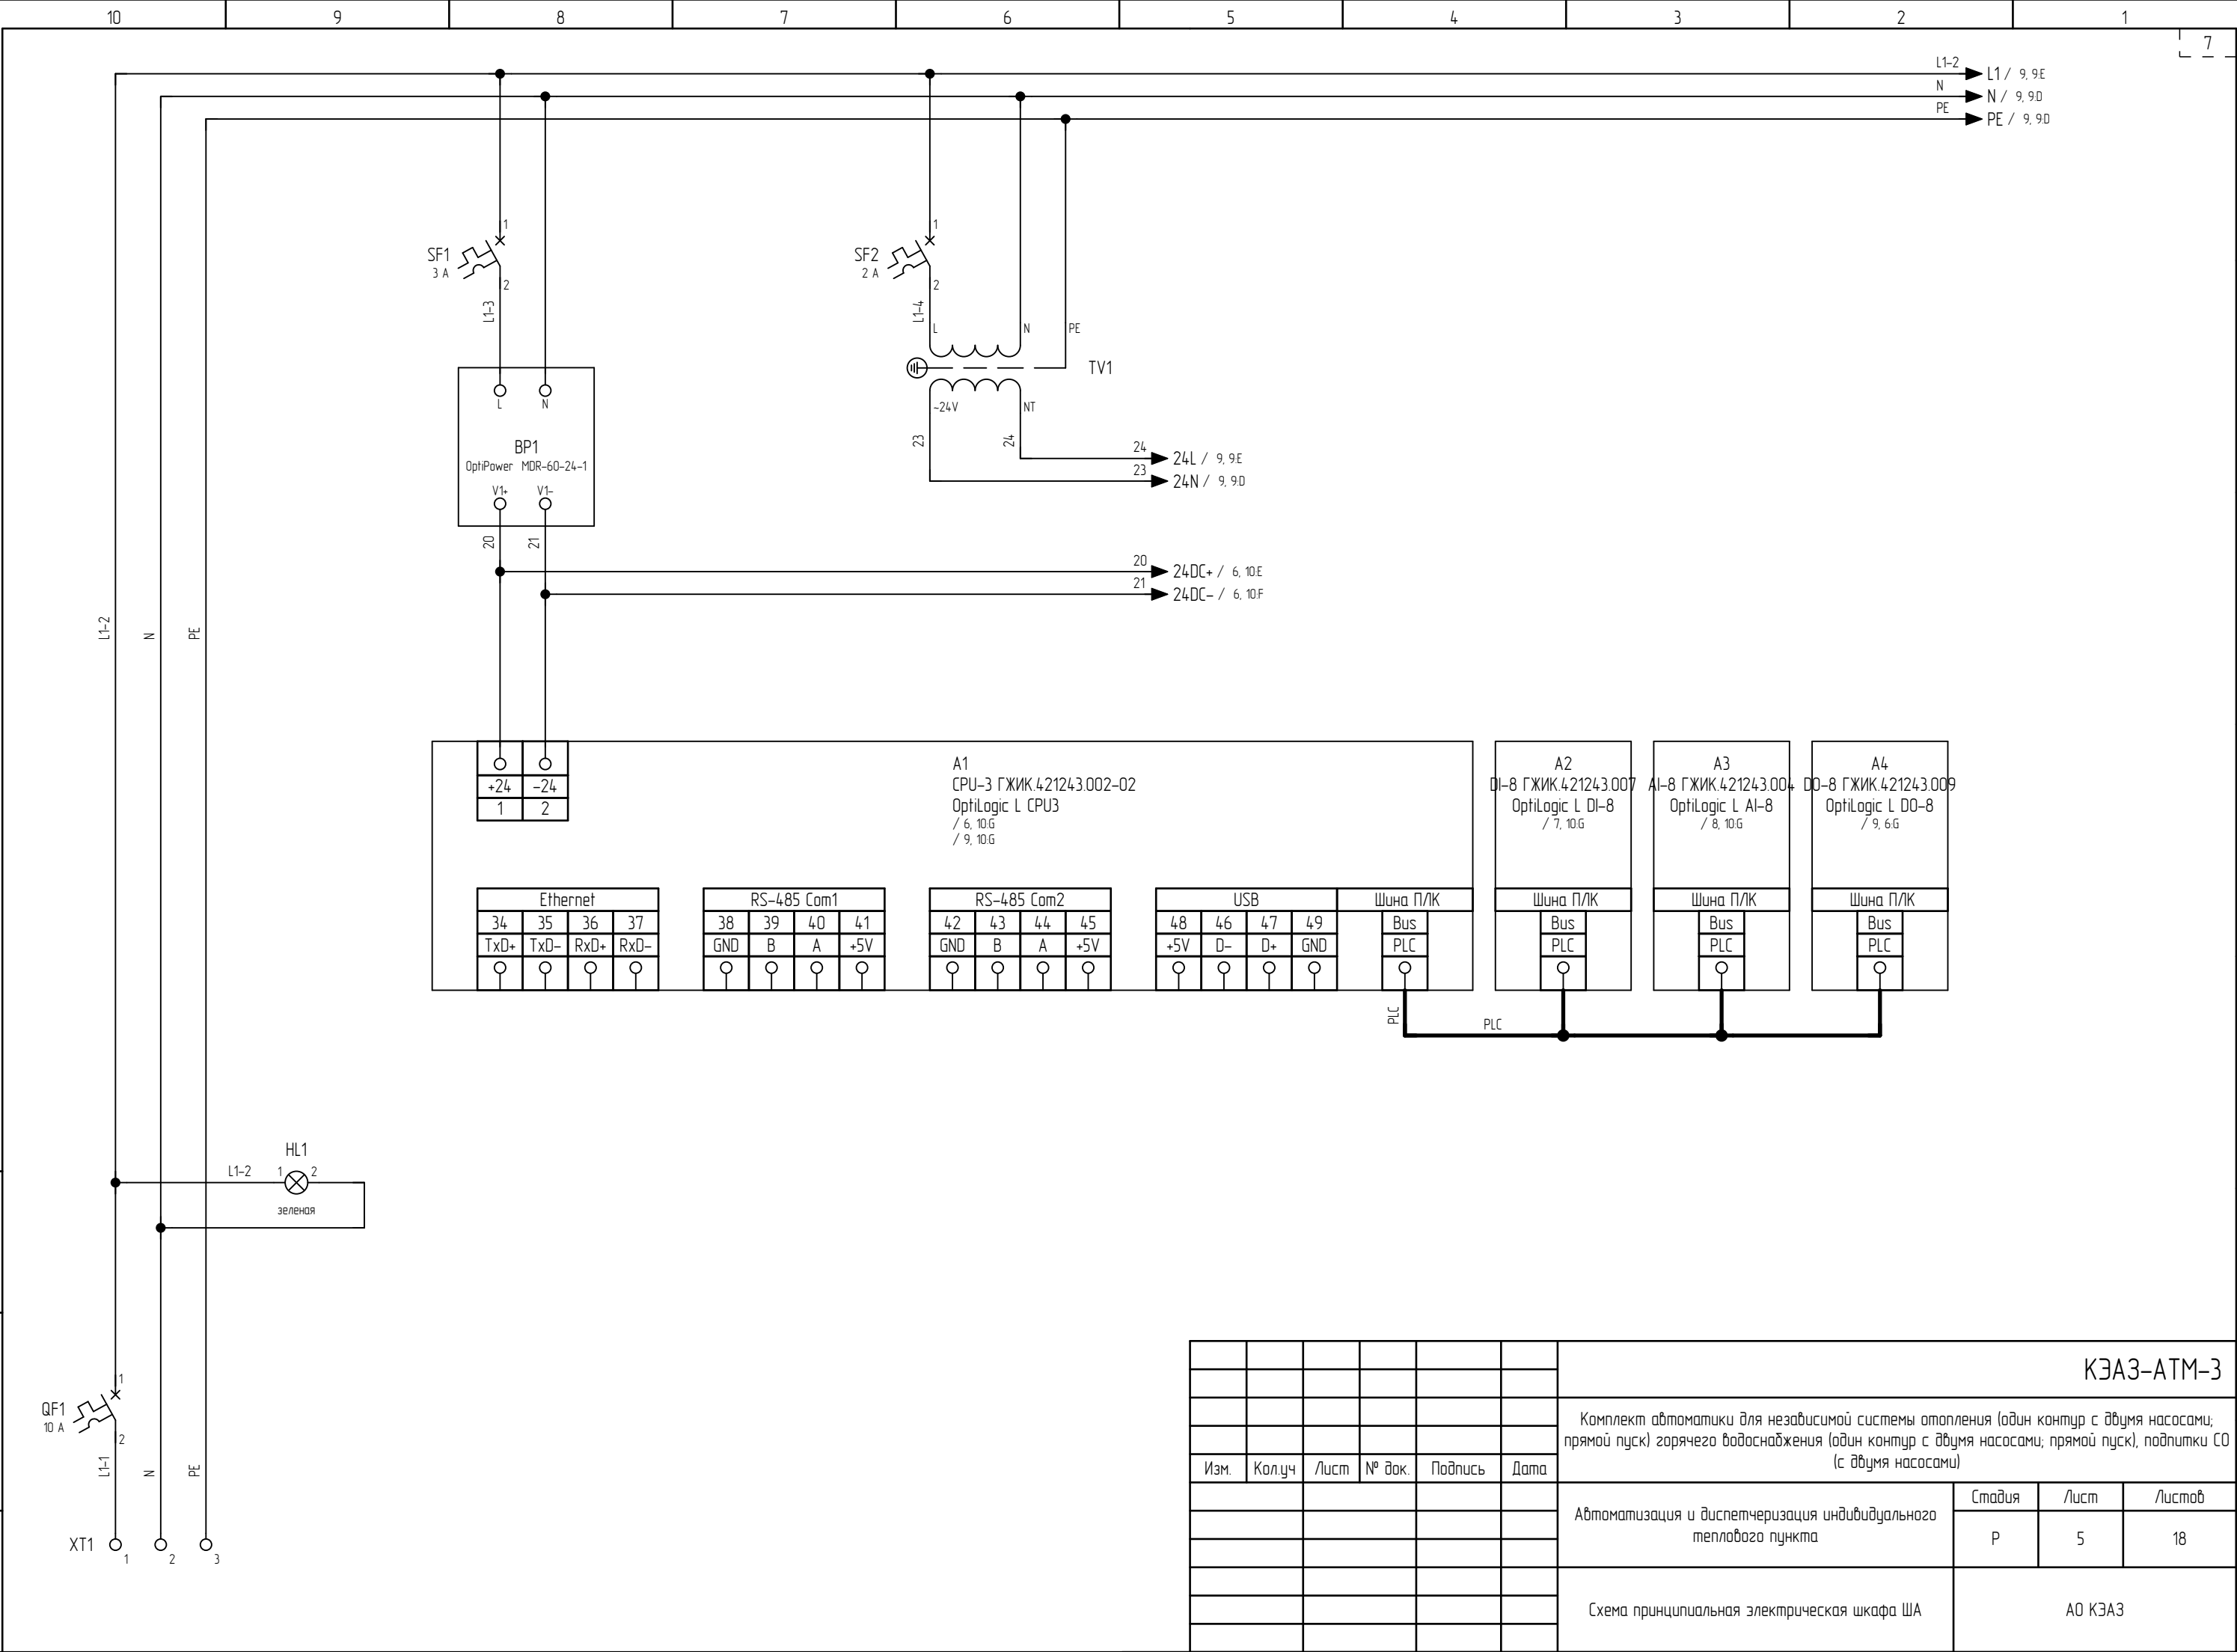 10 9 8 7 6 5 4 3 2 1
7
L1-2 L1 / 9, 9.E
N N / 9, 9.D
PE PE / 9, 9.D
1 1
SF1 SF2
3 A 2 A
2 2
L1-3 L1-4
L N PE
TV1
L N
~24V NT
BP1
OptiPower MDR-60-24-1
23 24
24 24L / 9, 9.E
23 24N / 9, 9.D
V1+ V1-
20 21
20 24DC+ / 6, 10.E
21 24DC- / 6, 10.F
L1-2 N PE
A1
CPU-3 ГЖИК.421243.002-02
OptiLogic L CPU3
/ 6, 10.G
/ 9, 10.G
+24 -24
1 2
A2
DI-8 ГЖИК.421243.007
OptiLogic L DI-8
/ 7, 10.G
A3
AI-8 ГЖИК.421243.004
OptiLogic L AI-8
/ 8, 10.G
A4
DO-8 ГЖИК.421243.009
OptiLogic L DO-8
/ 9, 6.G
Ethernet RS-485 Com1 RS-485 Com2 USB Шина ПЛК Шина ПЛК Шина ПЛК Шина ПЛК
34 35 36 37 38 39 40 41 42 43 44 45 48 46 47 49 Bus Bus Bus Bus
TxD+ TxD- RxD+ RxD- GND B A +5V GND B A +5V +5V D- D+ GND PLC PLC PLC PLC
PLC PLC
HL1
L1-2 1 2
зеленая
1
QF1
10 A
2
L1-1 N PE
XT1 1 2 3
КЭАЗ-АТМ-3
Комплект автоматики для независимой системы отопления (один контур с двумя насосами;
прямой пуск) горячего водоснабжения (один контур с двумя насосами; прямой пуск), подпитки СО
(с двумя насосами)
Изм. Кол.уч Лист № док. Подпись Дата
Автоматизация и диспетчеризация индивидуального
теплового пункта
Стадия Лист Листов
Р 5 18
Схема принципиальная электрическая шкафа ША
АО КЭАЗ